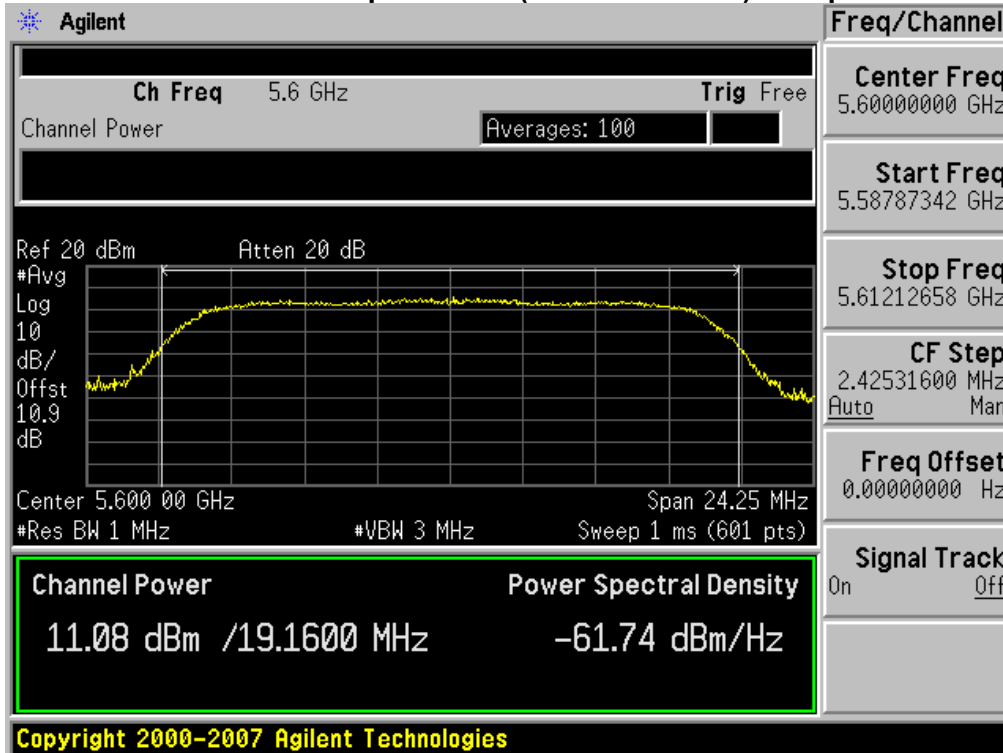 Agilent
Freq/Channel
Ch Freq 5.6 GHz Trig Free
Channel Power Averages: 100
Center Freq
5.60000000 GHz
Start Freq
5.58787342 GHz
Stop Freq
5.61212658 GHz
CF Step
2.42531600 MHz
Auto Man
Freq Offset
0.00000000 Hz
Signal Track
On Off
Ref 20 dBm Atten 20 dB
#Avg
Log
10
dB/
Offst
10.9
dB
Center 5.600 00 GHz Span 24.25 MHz
#Res BW 1 MHz #VBW 3 MHz Sweep 1 ms (601 pts)
Channel Power Power Spectral Density
11.08 dBm /19.1600 MHz -61.74 dBm/Hz
Copyright 2000-2007 Agilent Technologies